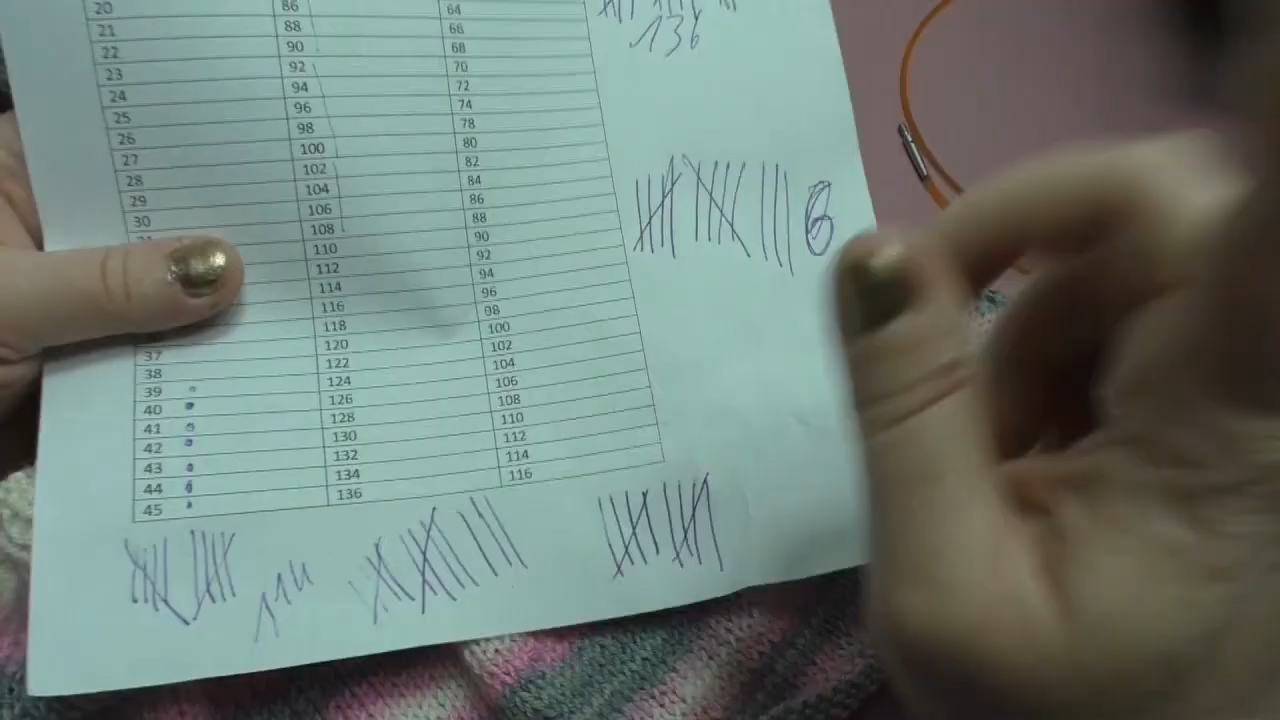 20 86 64
136
21 88 66
22 90 68
23 92 70
24 94 72
25 96 74
26 98 78
27 100 80
28 102 82
29 104 84
30 106 86
108 88
110 90
112 92
114 94
116 96
118 98
37 120 100
38 122 102
39 124 104
40 126 106
41 128 108
42 130 110
43 132 112
44 134 114
45 136 116